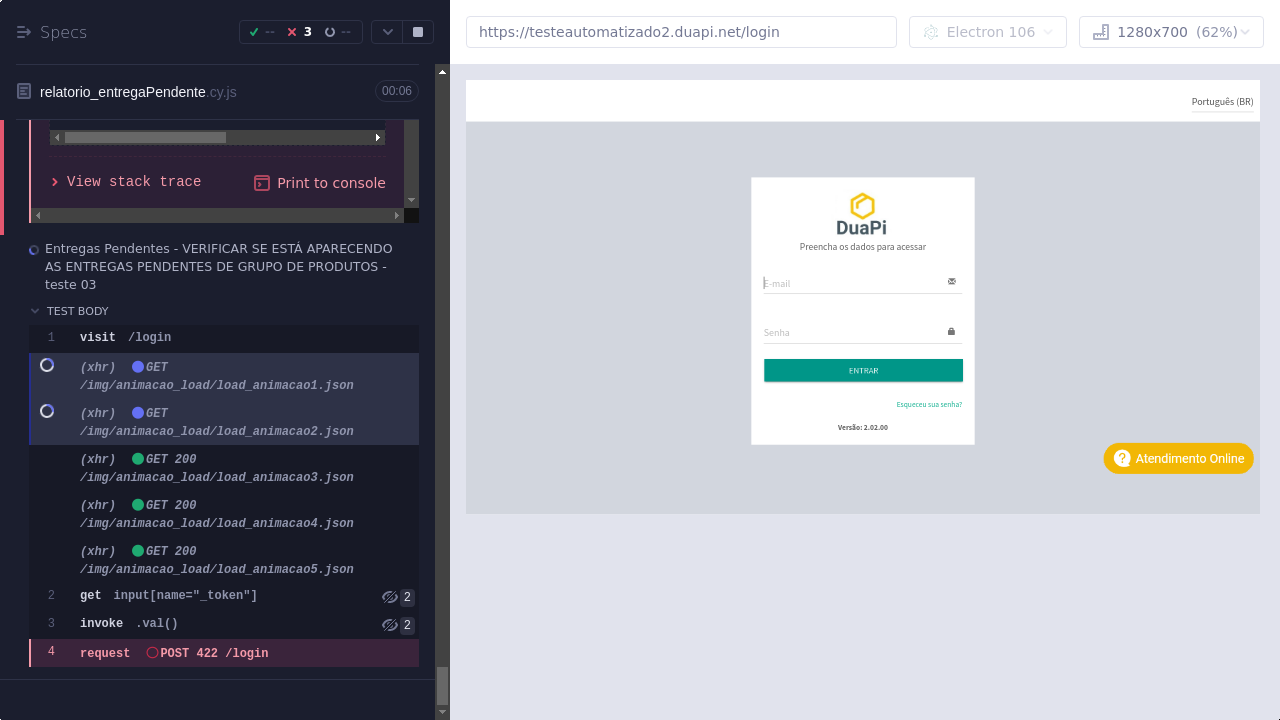 Specs
-- 3 --
https://testeautomatizado2.duapi.net/login
Electron 106
1280x700 (62%)
relatorio_entregaPendente.cy.js
00:06
View stack trace
Print to console
Entregas Pendentes - VERIFICAR SE ESTÁ APARECENDO
AS ENTREGAS PENDENTES DE GRUPO DE PRODUTOS -
teste 03
TEST BODY
1 visit /login
(xhr) GET
/img/animacao_load/load_animacao1.json
(xhr) GET
/img/animacao_load/load_animacao2.json
(xhr) GET 200
/img/animacao_load/load_animacao3.json
(xhr) GET 200
/img/animacao_load/load_animacao4.json
(xhr) GET 200
/img/animacao_load/load_animacao5.json
2 get input[name="_token"] 2
3 invoke .val() 2
4 request POST 422 /login
Português (BR)
DuaPi
Preencha os dados para acessar
E-mail
Senha
ENTRAR
Esqueceu sua senha?
Versão: 2.02.00
Atendimento Online